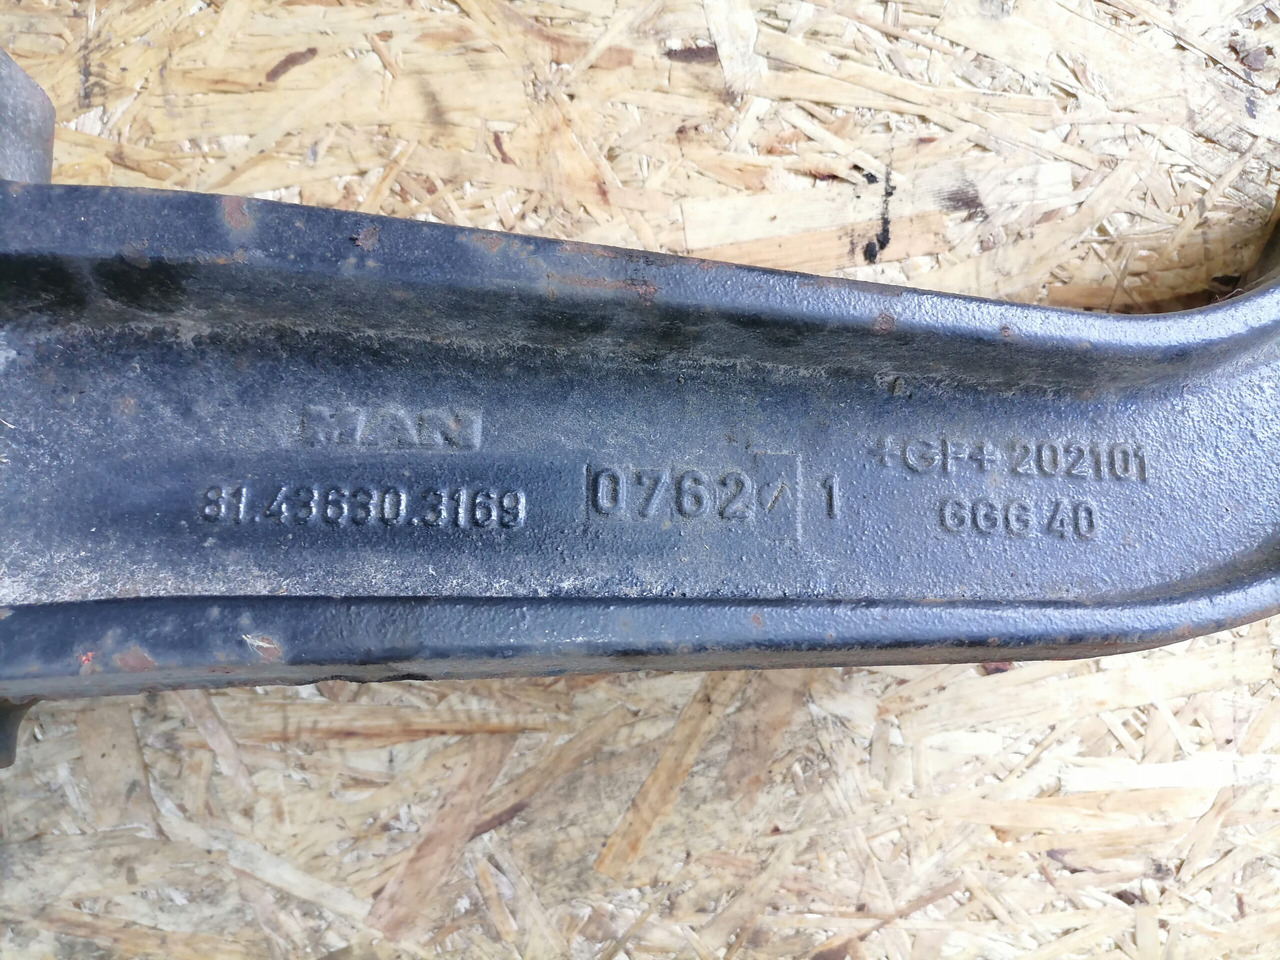 MAN
81.43630.3169
0762 1
+GF+ 202101
GGG 40